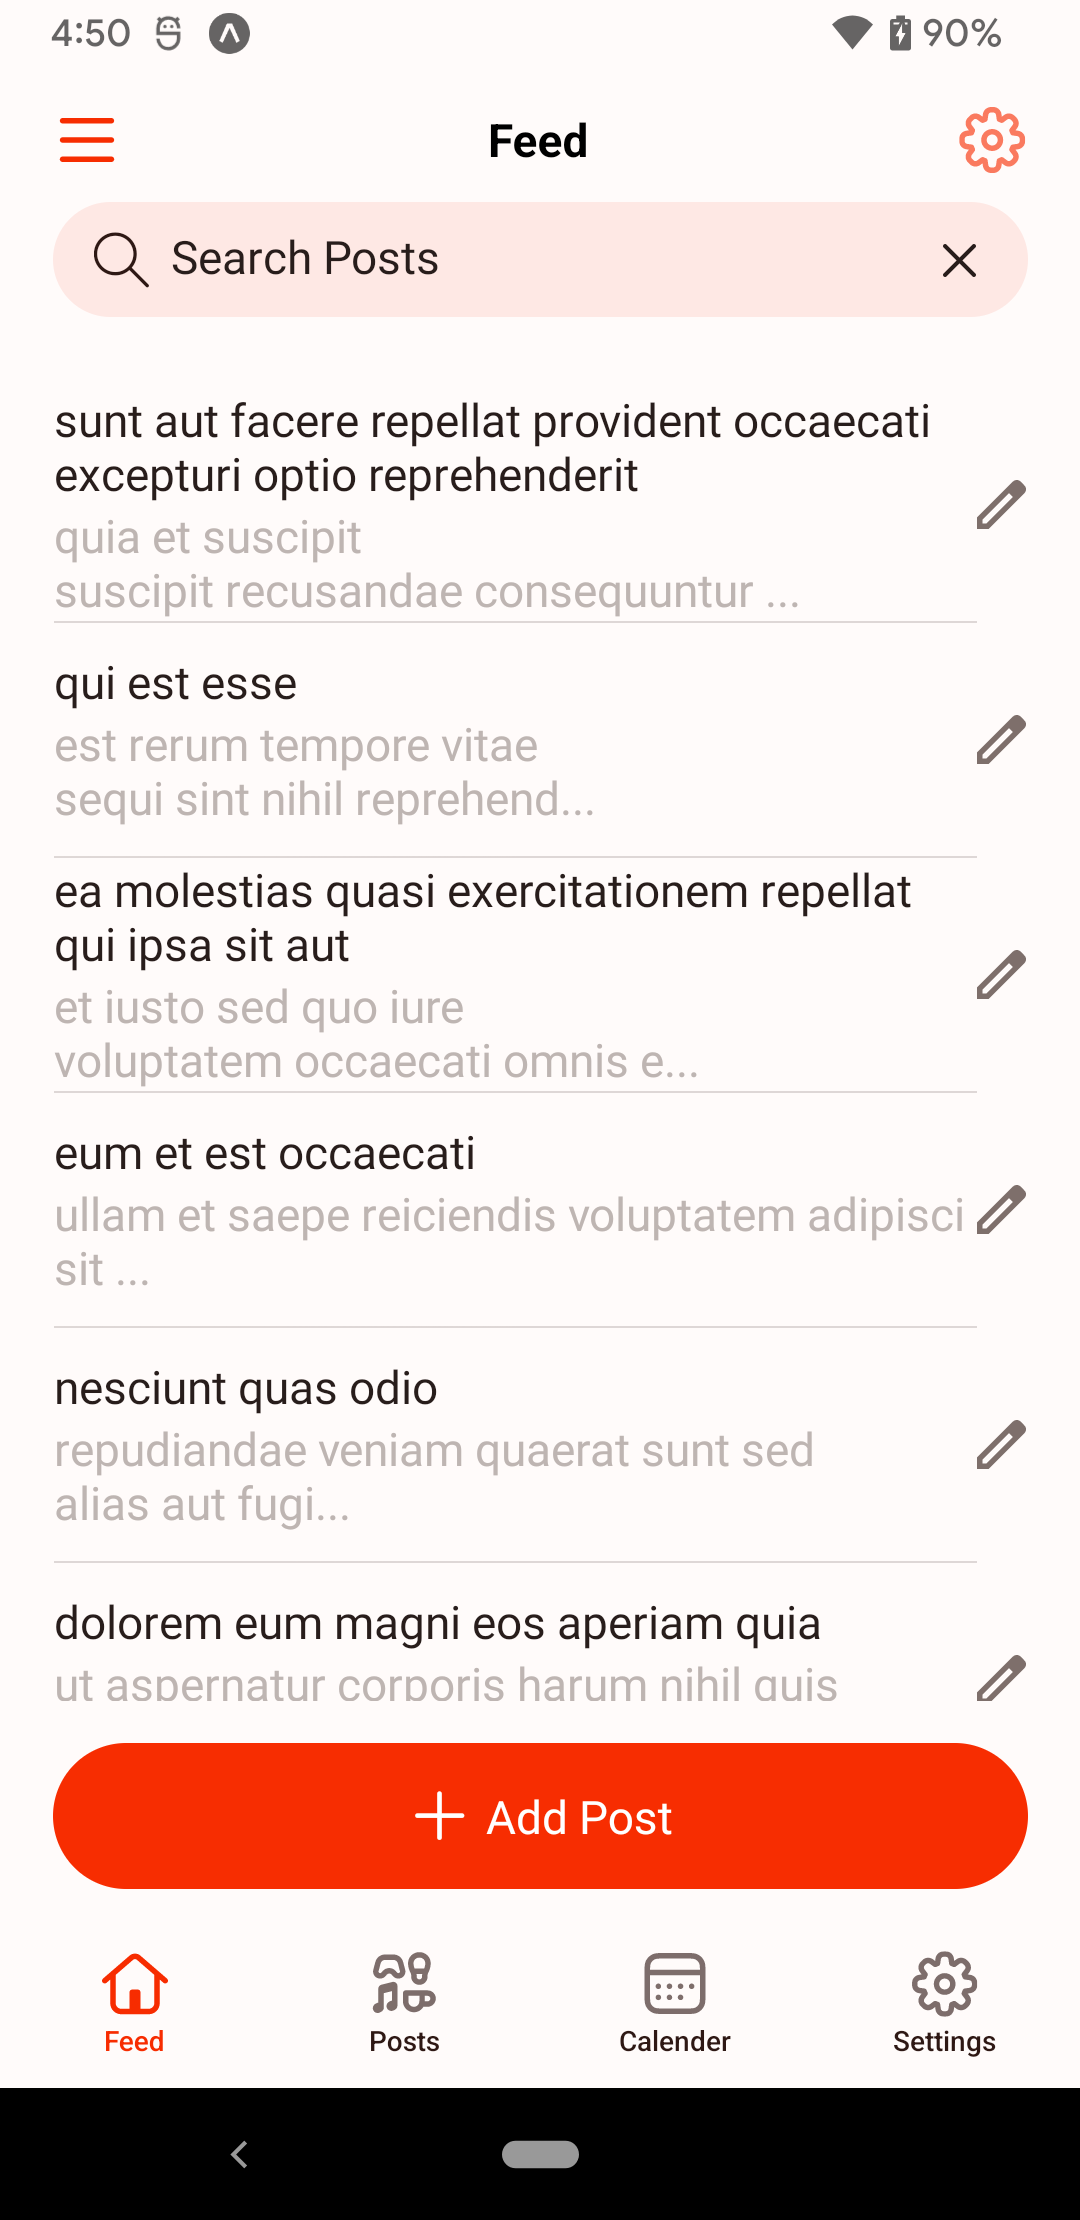 4:50
90%
Feed
Search Posts
sunt aut facere repellat provident occaecati
excepturi optio reprehenderit
quia et suscipit
suscipit recusandae consequuntur ...
qui est esse
est rerum tempore vitae
sequi sint nihil reprehend...
ea molestias quasi exercitationem repellat
qui ipsa sit aut
et iusto sed quo iure
voluptatem occaecati omnis e...
eum et est occaecati
ullam et saepe reiciendis voluptatem adipisci
sit ...
nesciunt quas odio
repudiandae veniam quaerat sunt sed
alias aut fugi...
dolorem eum magni eos aperiam quia
ut aspernatur corporis harum nihil quis
Add Post
Feed
Posts
Calender
Settings